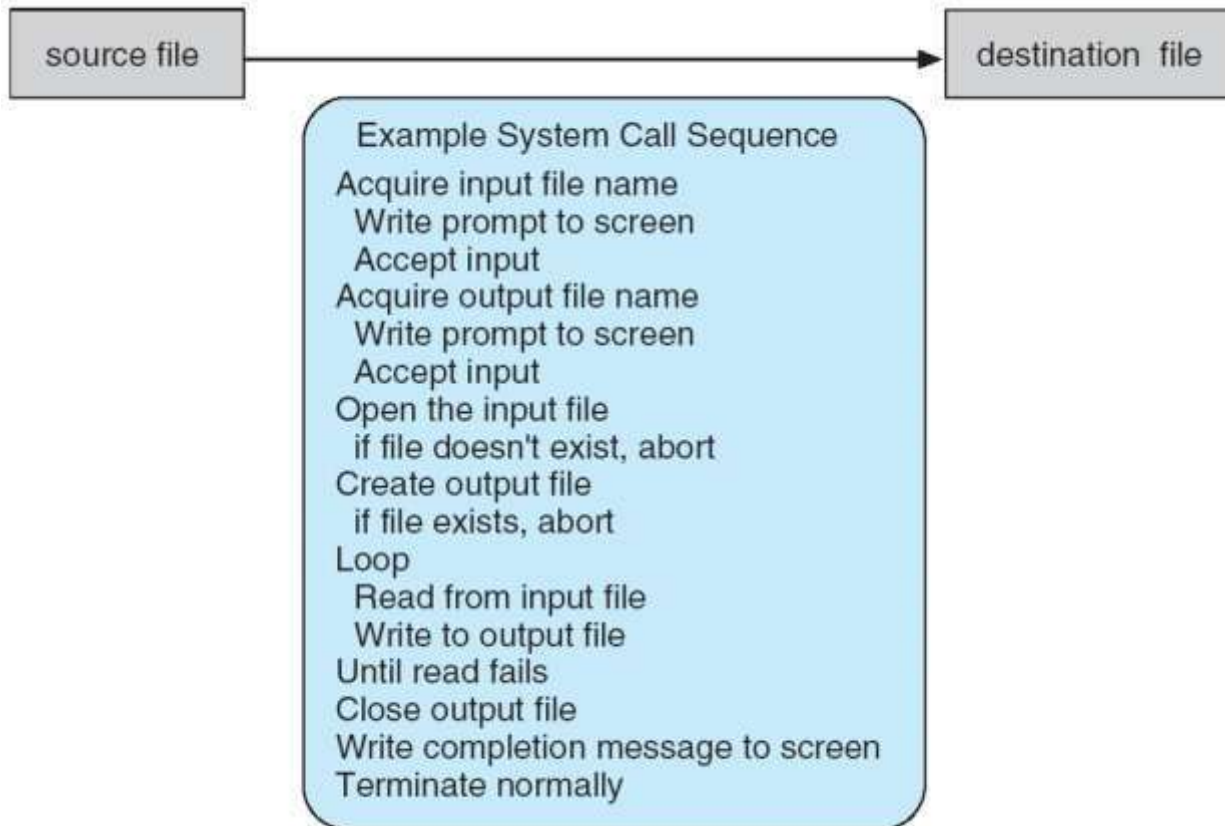 source file
destination file
Example System Call Sequence
Acquire input file name
Write prompt to screen
Accept input
Acquire output file name
Write prompt to screen
Accept input
Open the input file
if file doesn't exist, abort
Create output file
if file exists, abort
Loop
Read from input file
Write to output file
Until read fails
Close output file
Write completion message to screen
Terminate normally